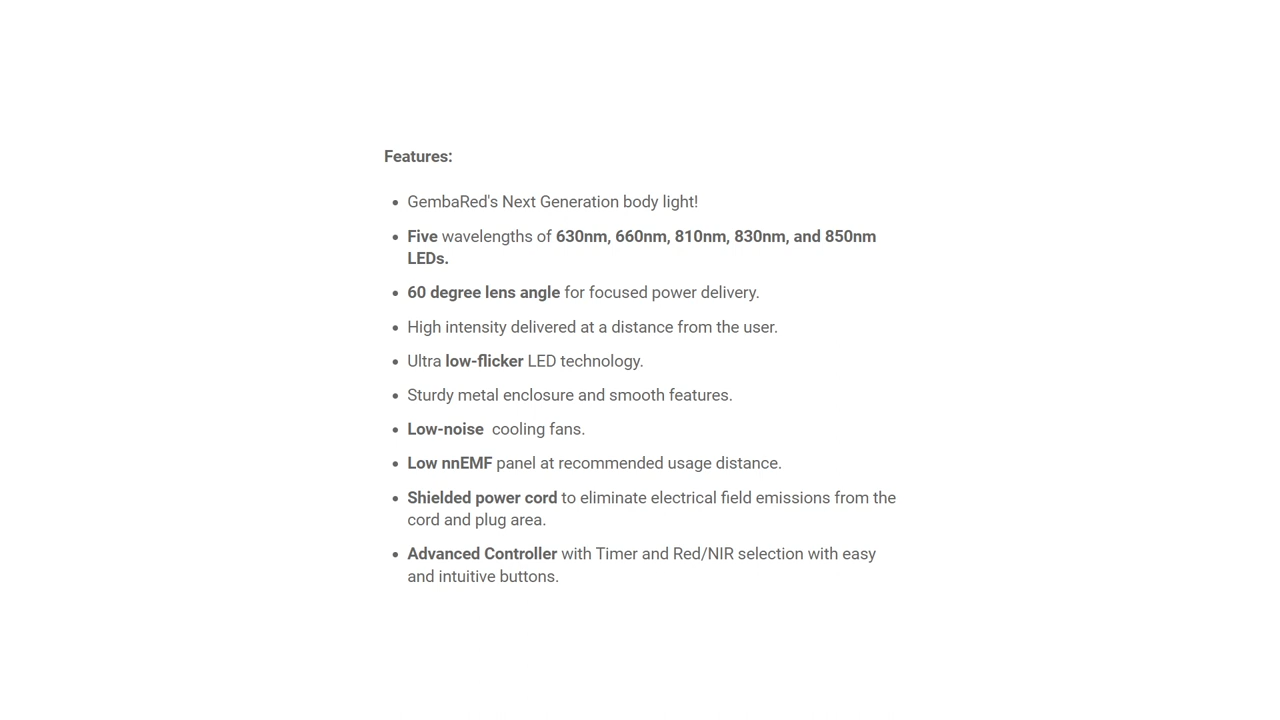 Features:
• GembaRed's Next Generation body light!
• Five wavelengths of 630nm, 660nm, 810nm, 830nm, and 850nm
LEDs.
• 60 degree lens angle for focused power delivery.
• High intensity delivered at a distance from the user.
• Ultra low-flicker LED technology.
• Sturdy metal enclosure and smooth features.
• Low-noise  cooling fans.
• Low nnEMF panel at recommended usage distance.
• Shielded power cord to eliminate electrical field emissions from the
cord and plug area.
• Advanced Controller with Timer and Red/NIR selection with easy
and intuitive buttons.